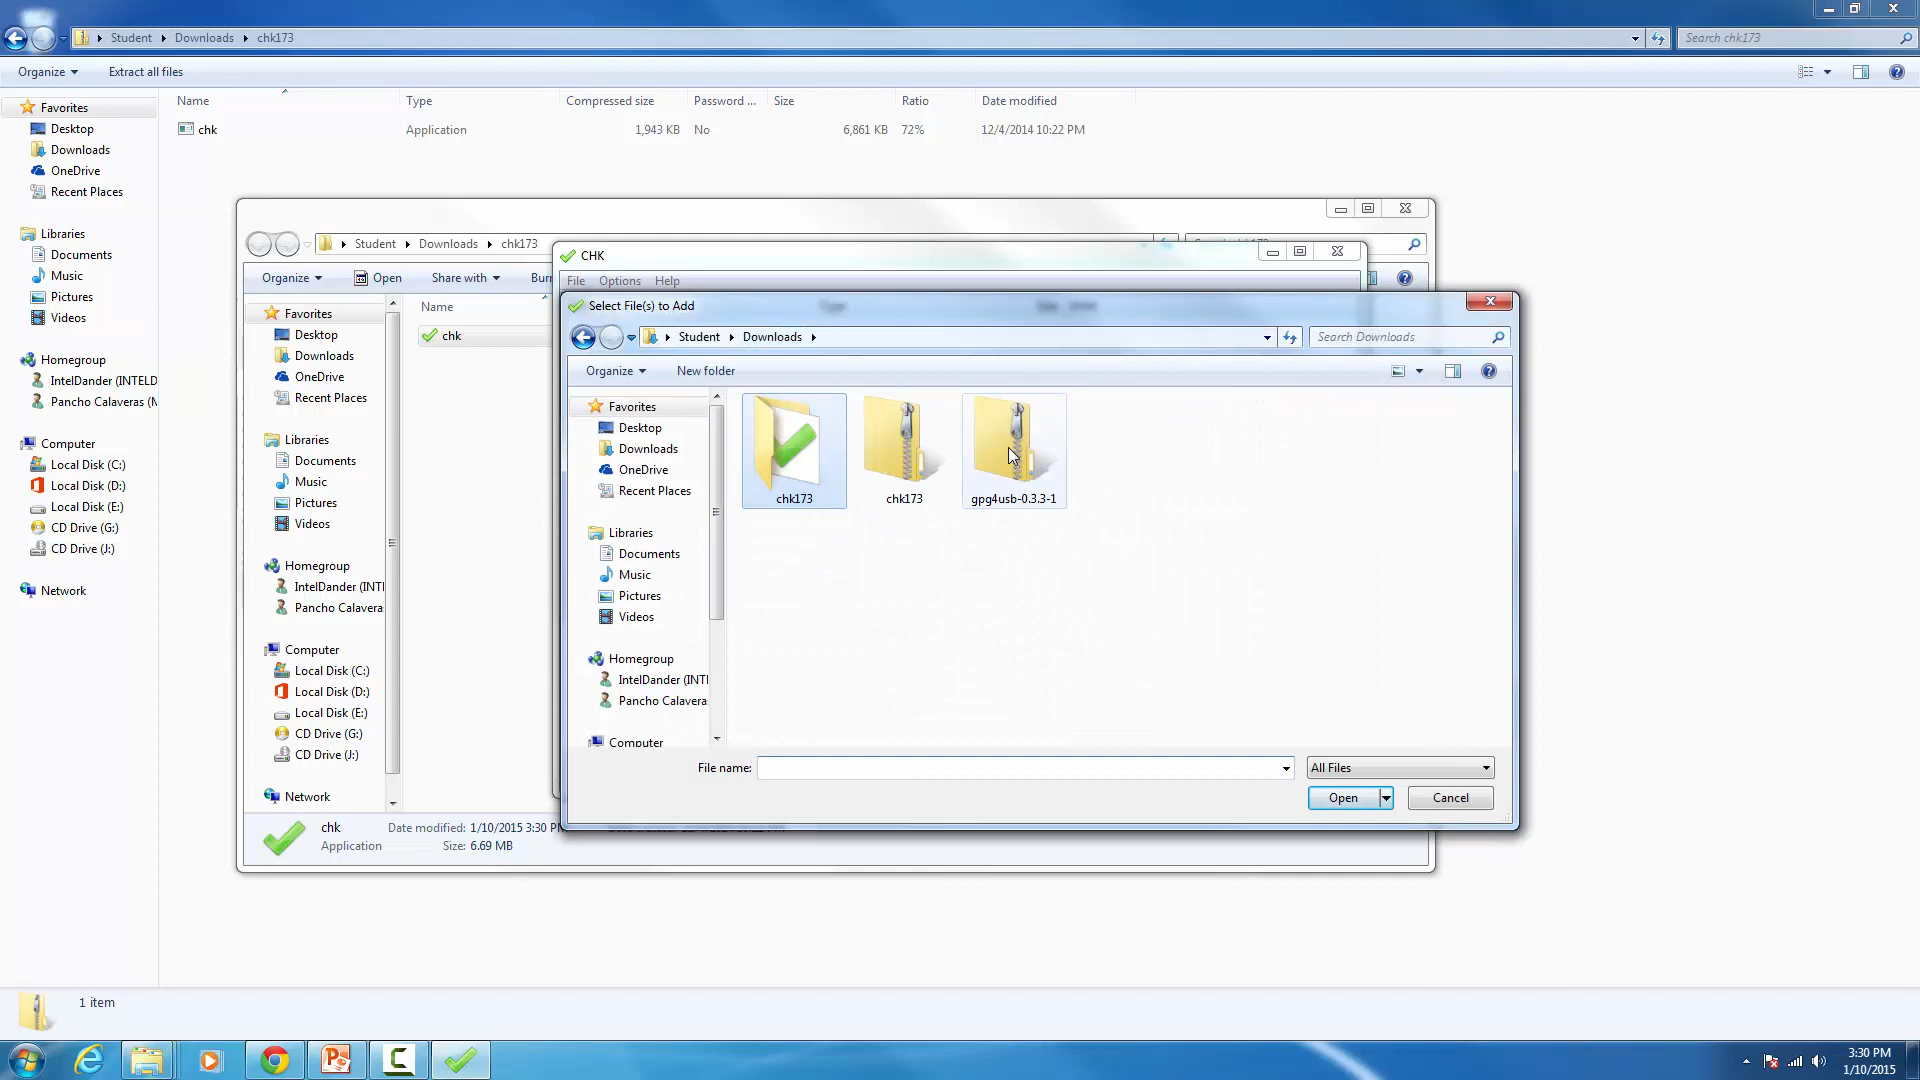 Student Downloads chk173
Search chk173
Organize Extract all files
Name Type Compressed size Password ... Size Ratio Date modified
chk Application 1,943 KB No 6,861 KB 72% 12/4/2014 10:22 PM
Favorites
Desktop
Downloads
OneDrive
Recent Places
Libraries
Documents
Music
Pictures
Videos
Homegroup
IntelDander (INTELD
Pancho Calaveras (M
Computer
Local Disk (C:)
Local Disk (D:)
Local Disk (E:)
CD Drive (G:)
CD Drive (J:)
Network
1 item
Student Downloads chk173
Organize Open Share with Burn
Name
chk
Favorites
Desktop
Downloads
OneDrive
Recent Places
Libraries
Documents
Music
Pictures
Videos
Homegroup
IntelDander (INTI
Pancho Calavera
Computer
Local Disk (C:)
Local Disk (D:)
Local Disk (E:)
CD Drive (G:)
CD Drive (J:)
Network
chk Date modified: 1/10/2015 3:30 PM
Application Size: 6.69 MB
CHK
File Options Help
Select File(s) to Add
Student Downloads
Search Downloads
Organize New folder
Favorites
Desktop
Downloads
OneDrive
Recent Places
Libraries
Documents
Music
Pictures
Videos
Homegroup
IntelDander (INTI
Pancho Calavera
Computer
chk173 chk173 gpg4usb-0.3.3-1
File name: All Files
Open Cancel
3:30 PM
1/10/2015